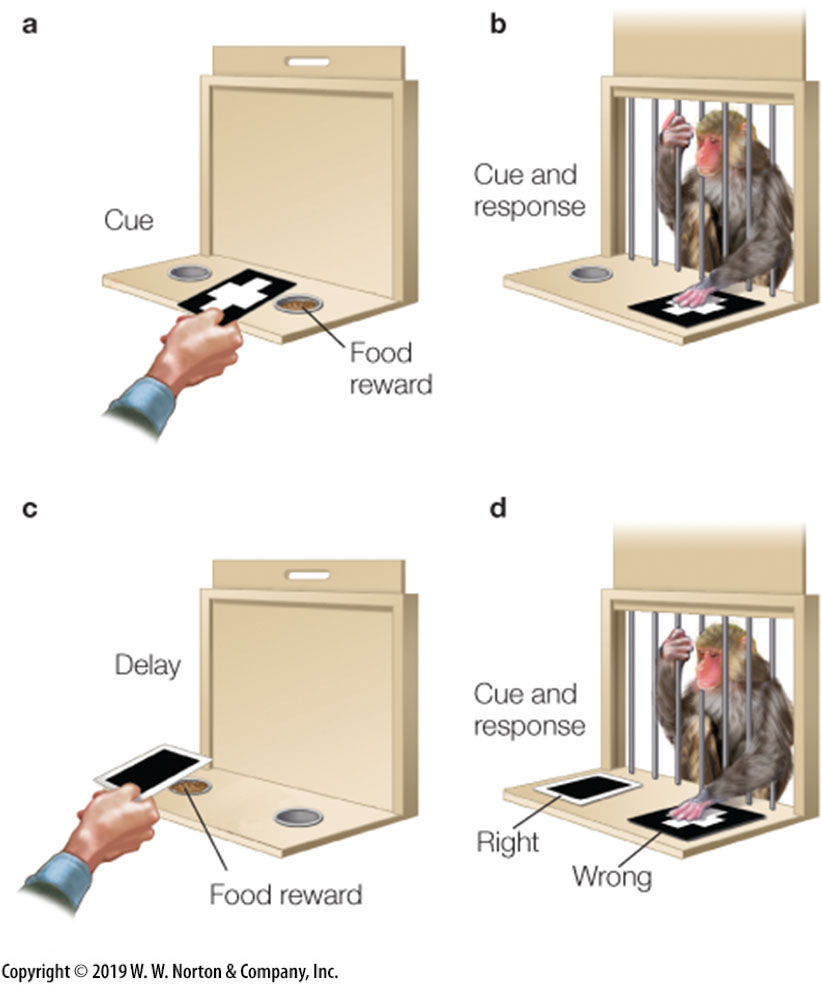 a
Cue
Food
reward
b
Cue and
response
c
Delay
Food reward
d
Cue and
response
Right
Wrong
Copyright © 2019 W. W. Norton & Company, Inc.